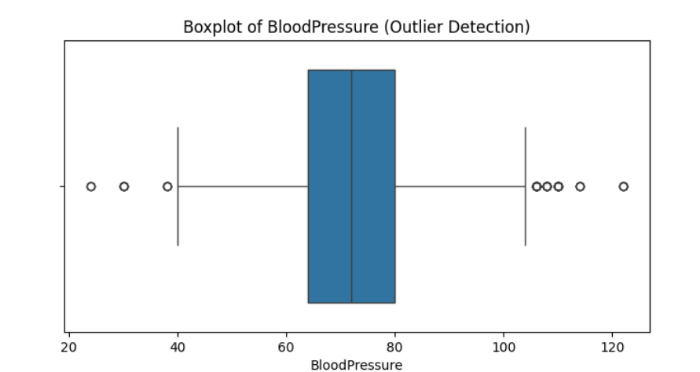 Boxplot of BloodPressure (Outlier Detection)
20 40 60 80 100 120
BloodPressure